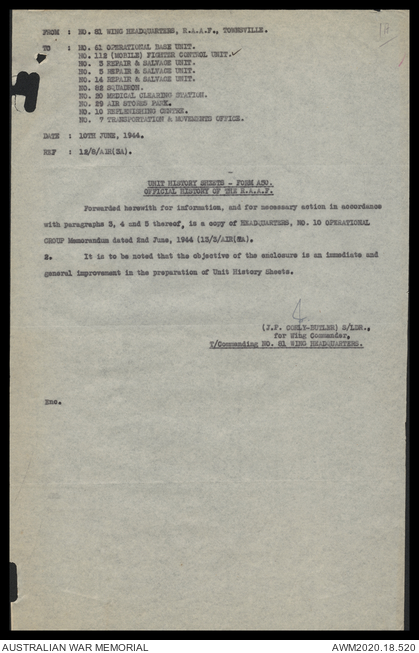 FROM : NO. 81 WING HEADQUARTERS, R.A.A.F., TOWNSVILLE.
TO : NO. 61 OPERATIONAL BASE UNIT.
NO. 112 (MOBILE) FIGHTER CONTROL UNIT.✓
NO. 3 REPAIR & SALVAGE UNIT.
NO. 5 REPAIR & SALVAGE UNIT.
NO. 14 REPAIR & SALVAGE UNIT.
NO. 82 SQUADRON.
NO. 20 MEDICAL CLEARING STATION.
NO. 29 AIR STORES PARK.
NO. 10 REPLENISHING CENTRE.
NO. 7 TRANSPORTATION & MOVEMENTS OFFICE.
DATE : 10TH JUNE, 1944.
REF : 12/8/AIR(3A).
UNIT HISTORY SHEETS - FORM A50.
OFFICIAL HISTORY OF THE R.A.A.F.
Forwarded herewith for information, and for necessary action in accordance
with paragraphs 3, 4 and 5 thereof, is a copy of HEADQUARTERS, NO. 10 OPERATIONAL
GROUP Memorandum dated 2nd June, 1944 (13/3/AIR(
2. It is to be noted that the objective of the enclosure is an immediate and
general improvement in the preparation of Unit History Sheets.
(J.P. -BUTLER) S/LDR.,
for Wing Commander,
T/Commanding NO. 81 WING HEADQUARTERS.
Enc.
AUSTRALIAN WAR MEMORIAL
AWM2020.18.520